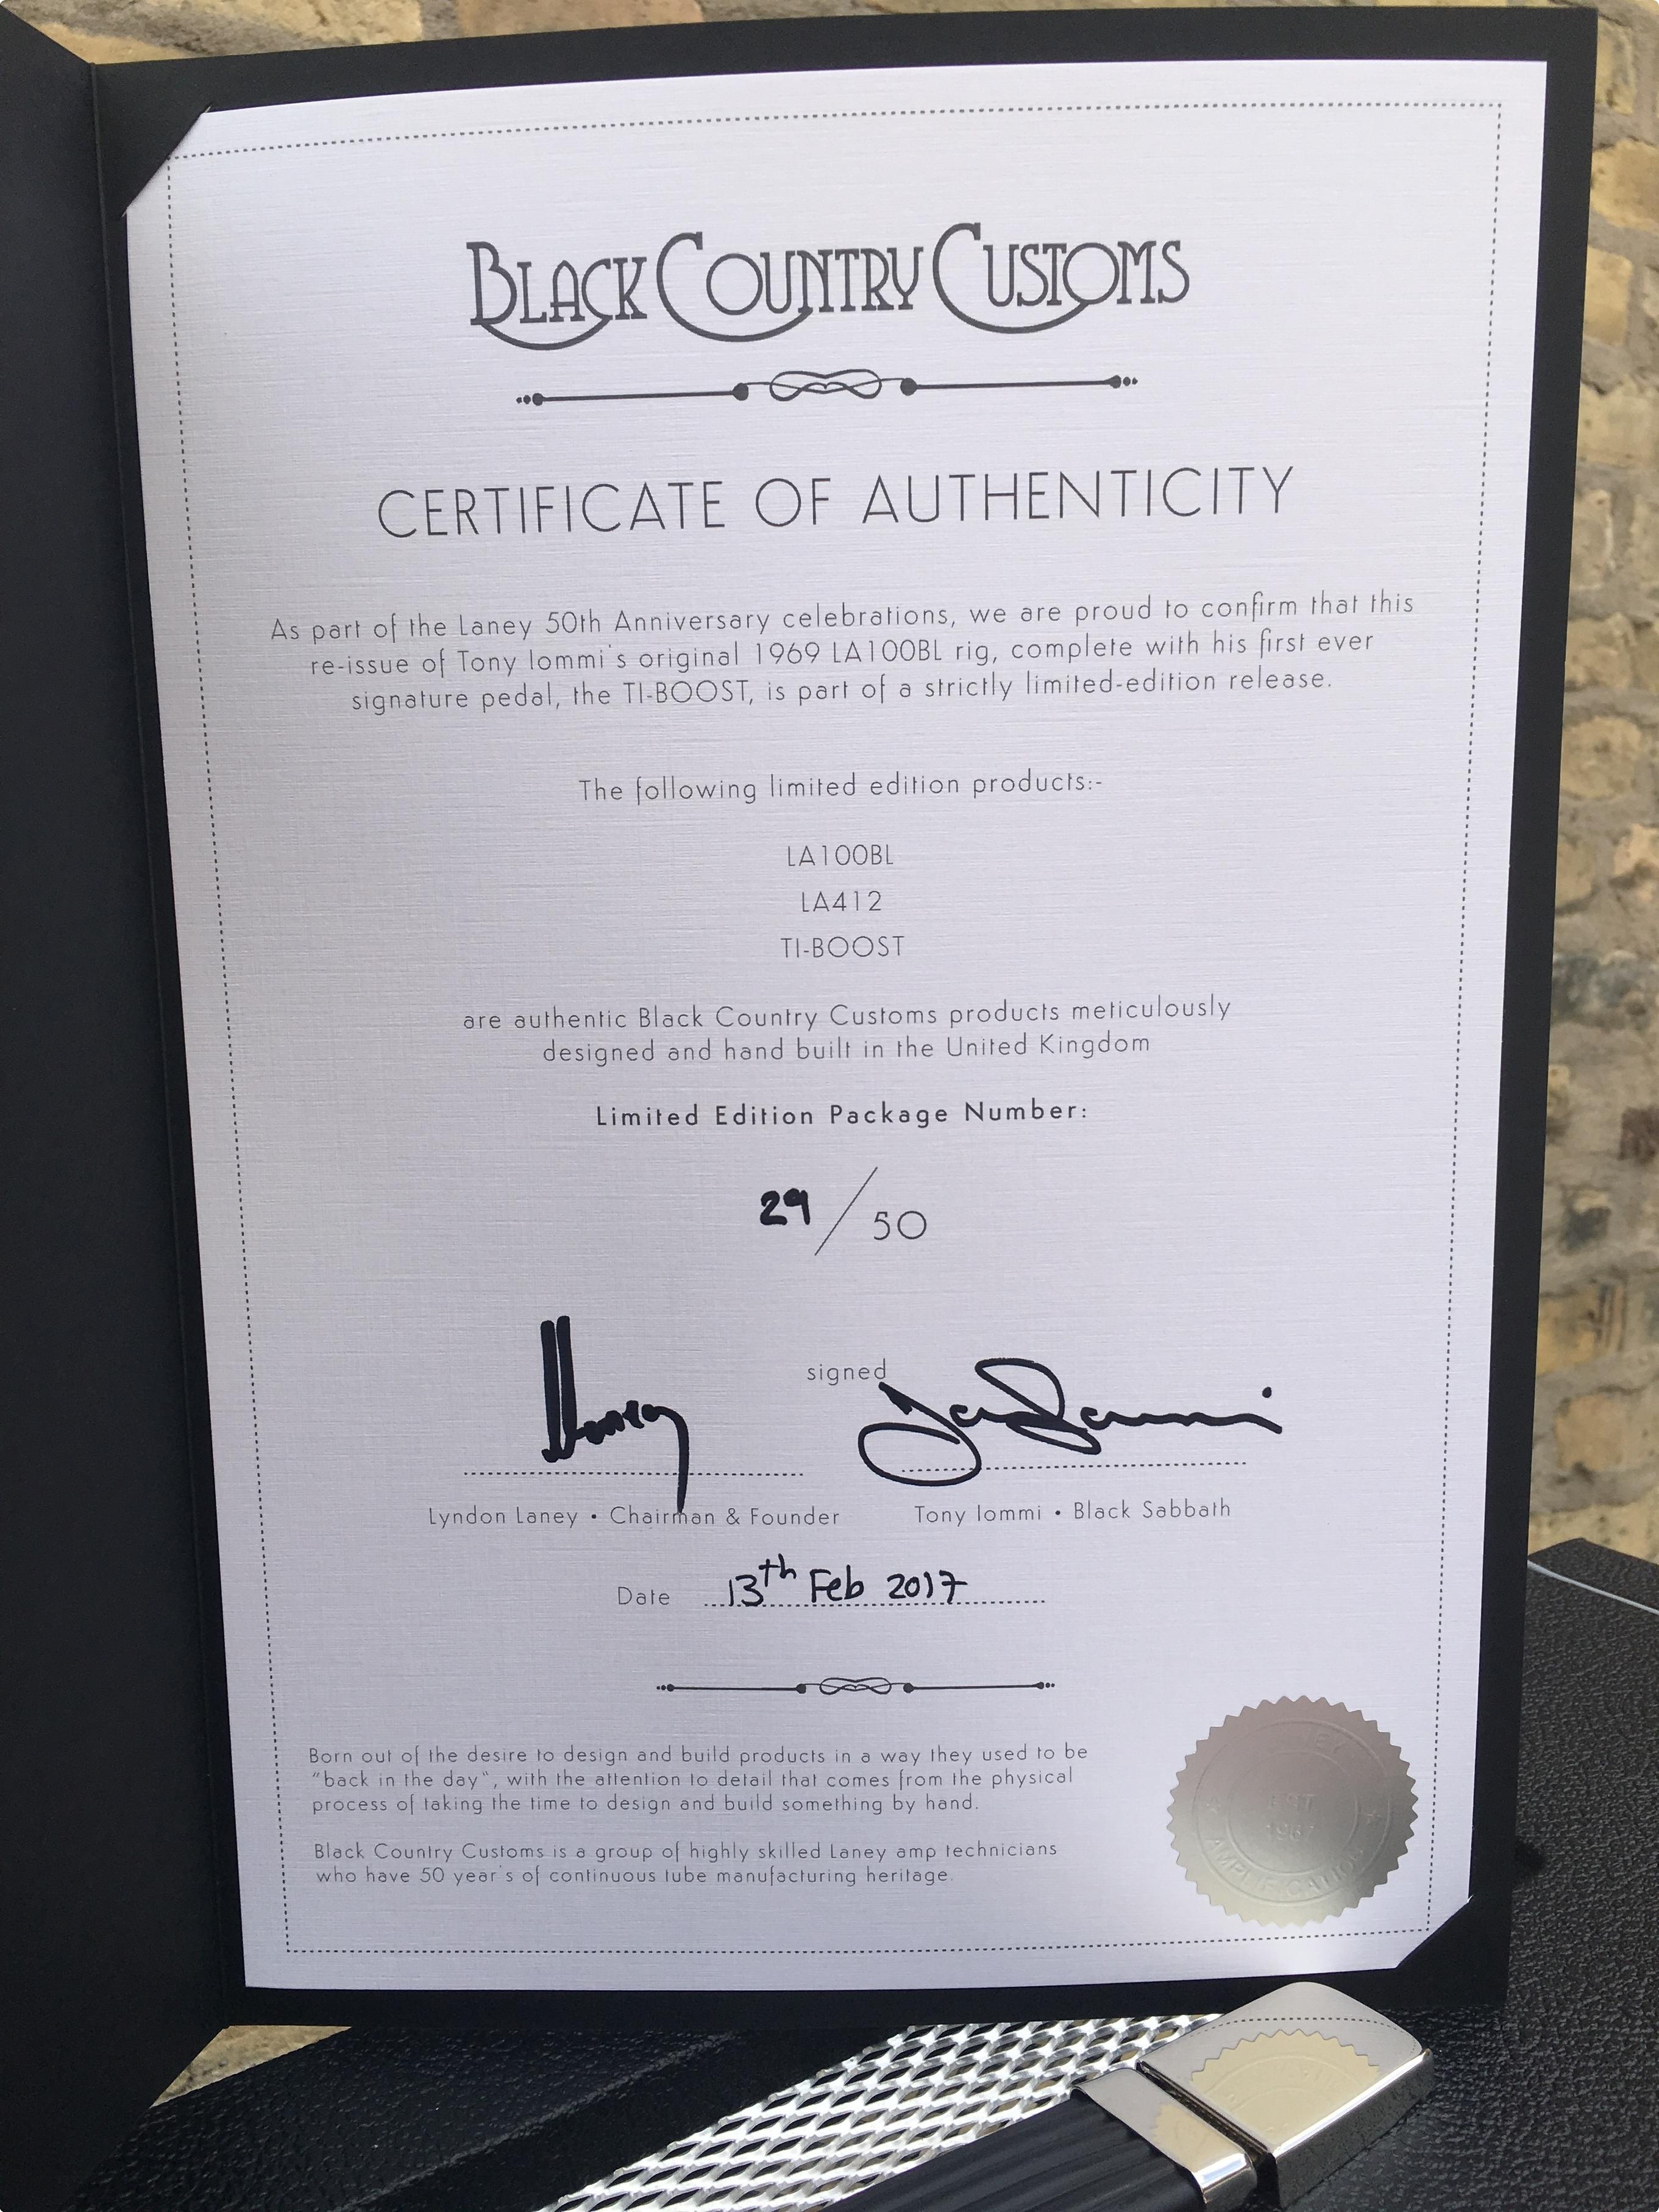 BLACK COUNTRY CUSTOMS
CERTIFICATE OF AUTHENTICITY
As part of the Laney 50th Anniversary celebrations, we are proud to confirm that this
re-issue of Tony Iommi's original 1969 LA100BL rig, complete with his first ever
signature pedal, the TI-BOOST, is part of a strictly limited-edition release.
The following limited edition products:-
LA100BL
LA412
TI-BOOST
are authentic Black Country Customs products meticulously
designed and hand built in the United Kingdom
Limited Edition Package Number:
29/50
signed
Lyndon Laney • Chairman & Founder
Tony Iommi • Black Sabbath
Date 13th Feb 2017
Born out of the desire to design and build products in a way they used to be
"back in the day", with the attention to detail that comes from the physical
process of taking the time to design and build something by hand.
Black Country Customs is a group of highly skilled Laney amp technicians
who have 50 year's of continuous tube manufacturing heritage.
EST
1967
AMPLIFICATION